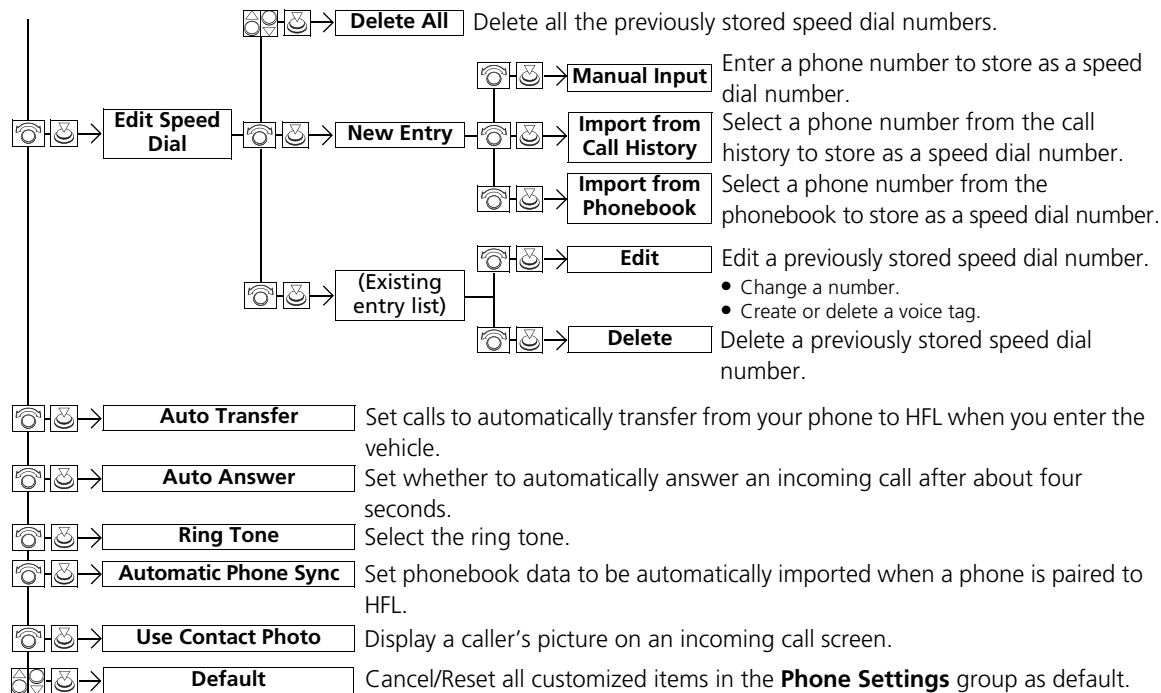 Delete All Delete all the previously stored speed dial numbers.
Manual Input Enter a phone number to store as a speed
dial number.
Edit Speed
Dial
New Entry
Import from
Call History
Select a phone number from the call
history to store as a speed dial number.
Import from
Phonebook
Select a phone number from the
phonebook to store as a speed dial number.
(Existing
entry list)
Edit Edit a previously stored speed dial number.
• Change a number.
• Create or delete a voice tag.
Delete Delete a previously stored speed dial
number.
Auto Transfer Set calls to automatically transfer from your phone to HFL when you enter the
vehicle.
Auto Answer Set whether to automatically answer an incoming call after about four
seconds.
Ring Tone Select the ring tone.
Automatic Phone Sync Set phonebook data to be automatically imported when a phone is paired to
HFL.
Use Contact Photo Display a caller’s picture on an incoming call screen.
Default Cancel/Reset all customized items in the Phone Settings group as default.